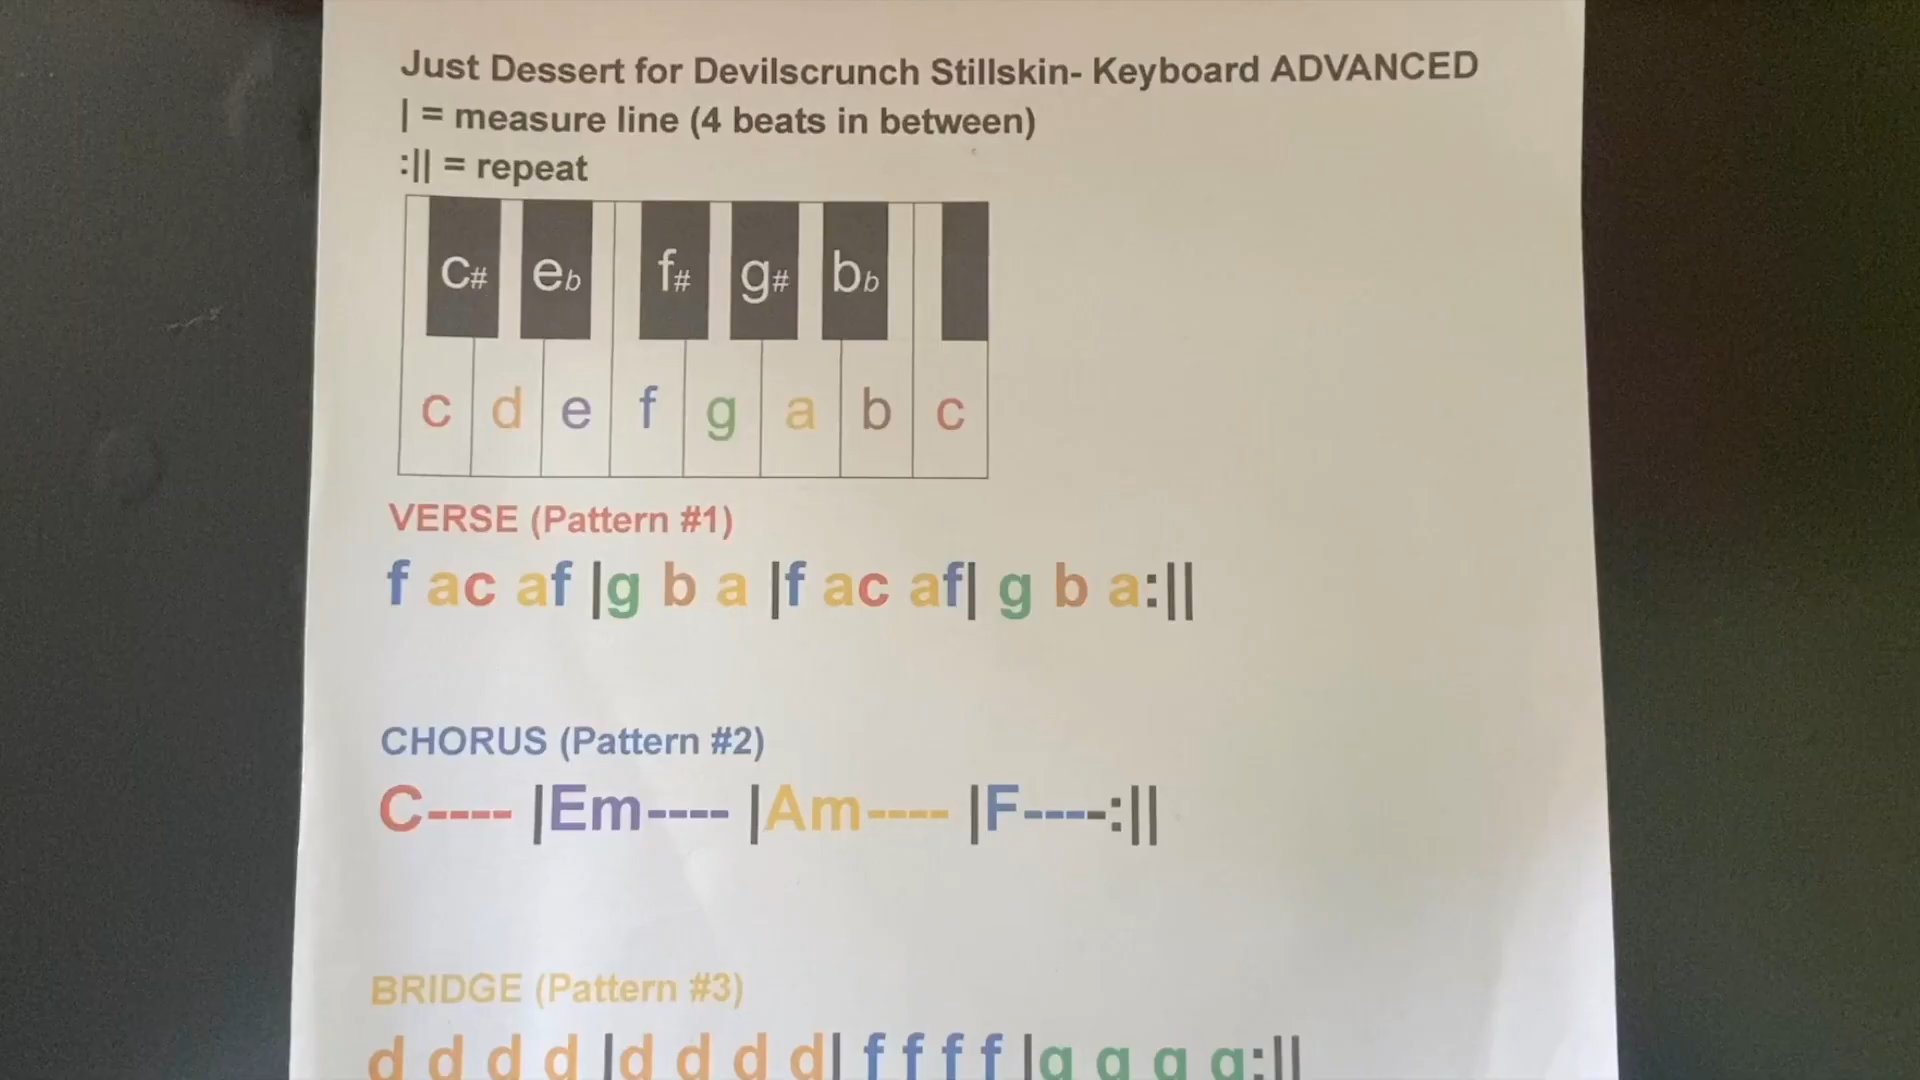 Just Dessert for Devilscrunch Stillskin- Keyboard ADVANCED
| = measure line (4 beats in between)
:|| = repeat
c# eb f# g# bb
c d e f g a b c
VERSE (Pattern #1)
f ac af |g b a |f ac af| g b a:||
CHORUS (Pattern #2)
C---- |Em---- |Am---- |F----:||
BRIDGE (Pattern #3)
d d d d |d d d d| f f f f |g g g g:||